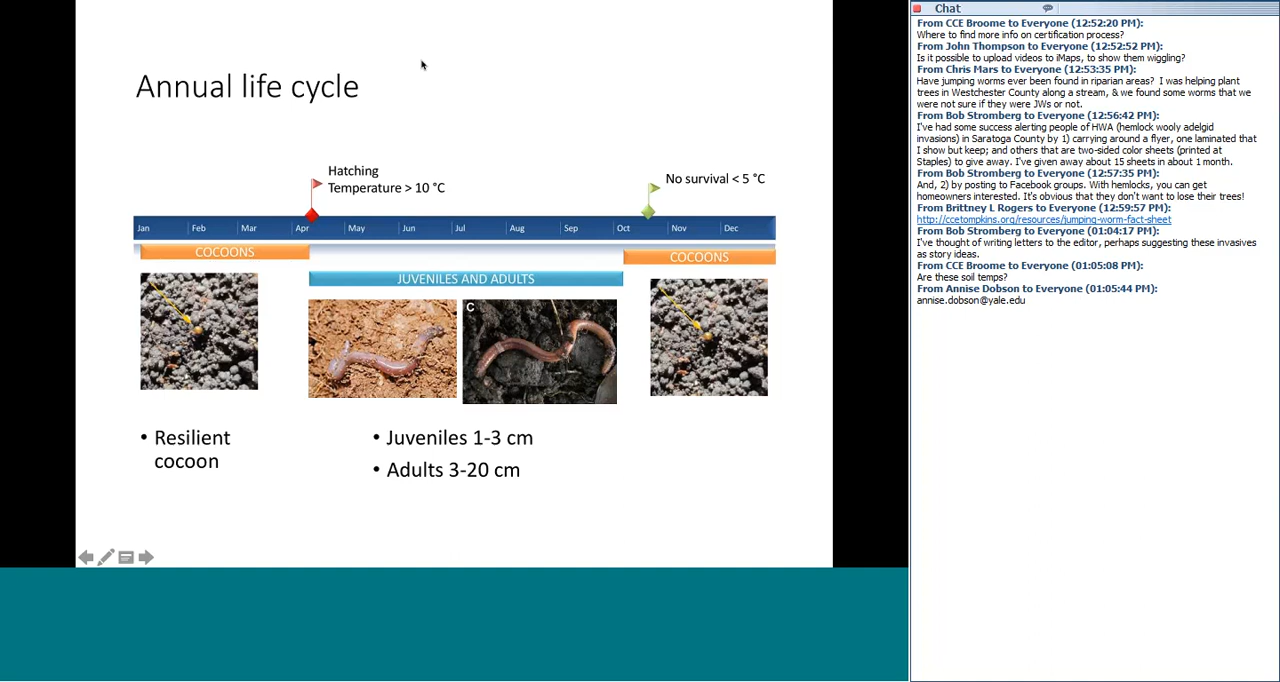 Annual life cycle
Hatching
Temperature > 10 °C
No survival < 5 °C
Jan Feb Mar Apr May Jun Jul Aug Sep Oct Nov Dec
COCOONS
COCOONS
JUVENILES AND ADULTS
C
• Resilient
cocoon
• Juveniles 1-3 cm
• Adults 3-20 cm
Chat
From CCE Broome to Everyone (12:52:20 PM):
Where to find more info on certification process?
From John Thompson to Everyone (12:52:52 PM):
Is it possible to upload videos to iMaps, to show them wiggling?
From Chris Mars to Everyone (12:53:35 PM):
Have jumping worms ever been found in riparian areas? I was helping plant
trees in Westchester County along a stream, & we found some worms that we
were not sure if they were JWs or not.
From Bob Stromberg to Everyone (12:56:42 PM):
I've had some success alerting people of HWA (hemlock wooly adelgid
invasions) in Saratoga County by 1) carrying around a flyer, one laminated that
I show but keep; and others that are two-sided color sheets (printed at
Staples) to give away. I've given away about 15 sheets in about 1 month.
From Bob Stromberg to Everyone (12:57:35 PM):
And, 2) by posting to Facebook groups. With hemlocks, you can get
homeowners interested. It's obvious that they don't want to lose their trees!
From Brittney L Rogers to Everyone (12:59:57 PM):
http://ccetompkins.org/resources/jumping-worm-fact-sheet
From Bob Stromberg to Everyone (01:04:17 PM):
I've thought of writing letters to the editor, perhaps suggesting these invasives
as story ideas.
From CCE Broome to Everyone (01:05:08 PM):
Are these soil temps?
From Annise Dobson to Everyone (01:05:44 PM):
annise.dobson@yale.edu